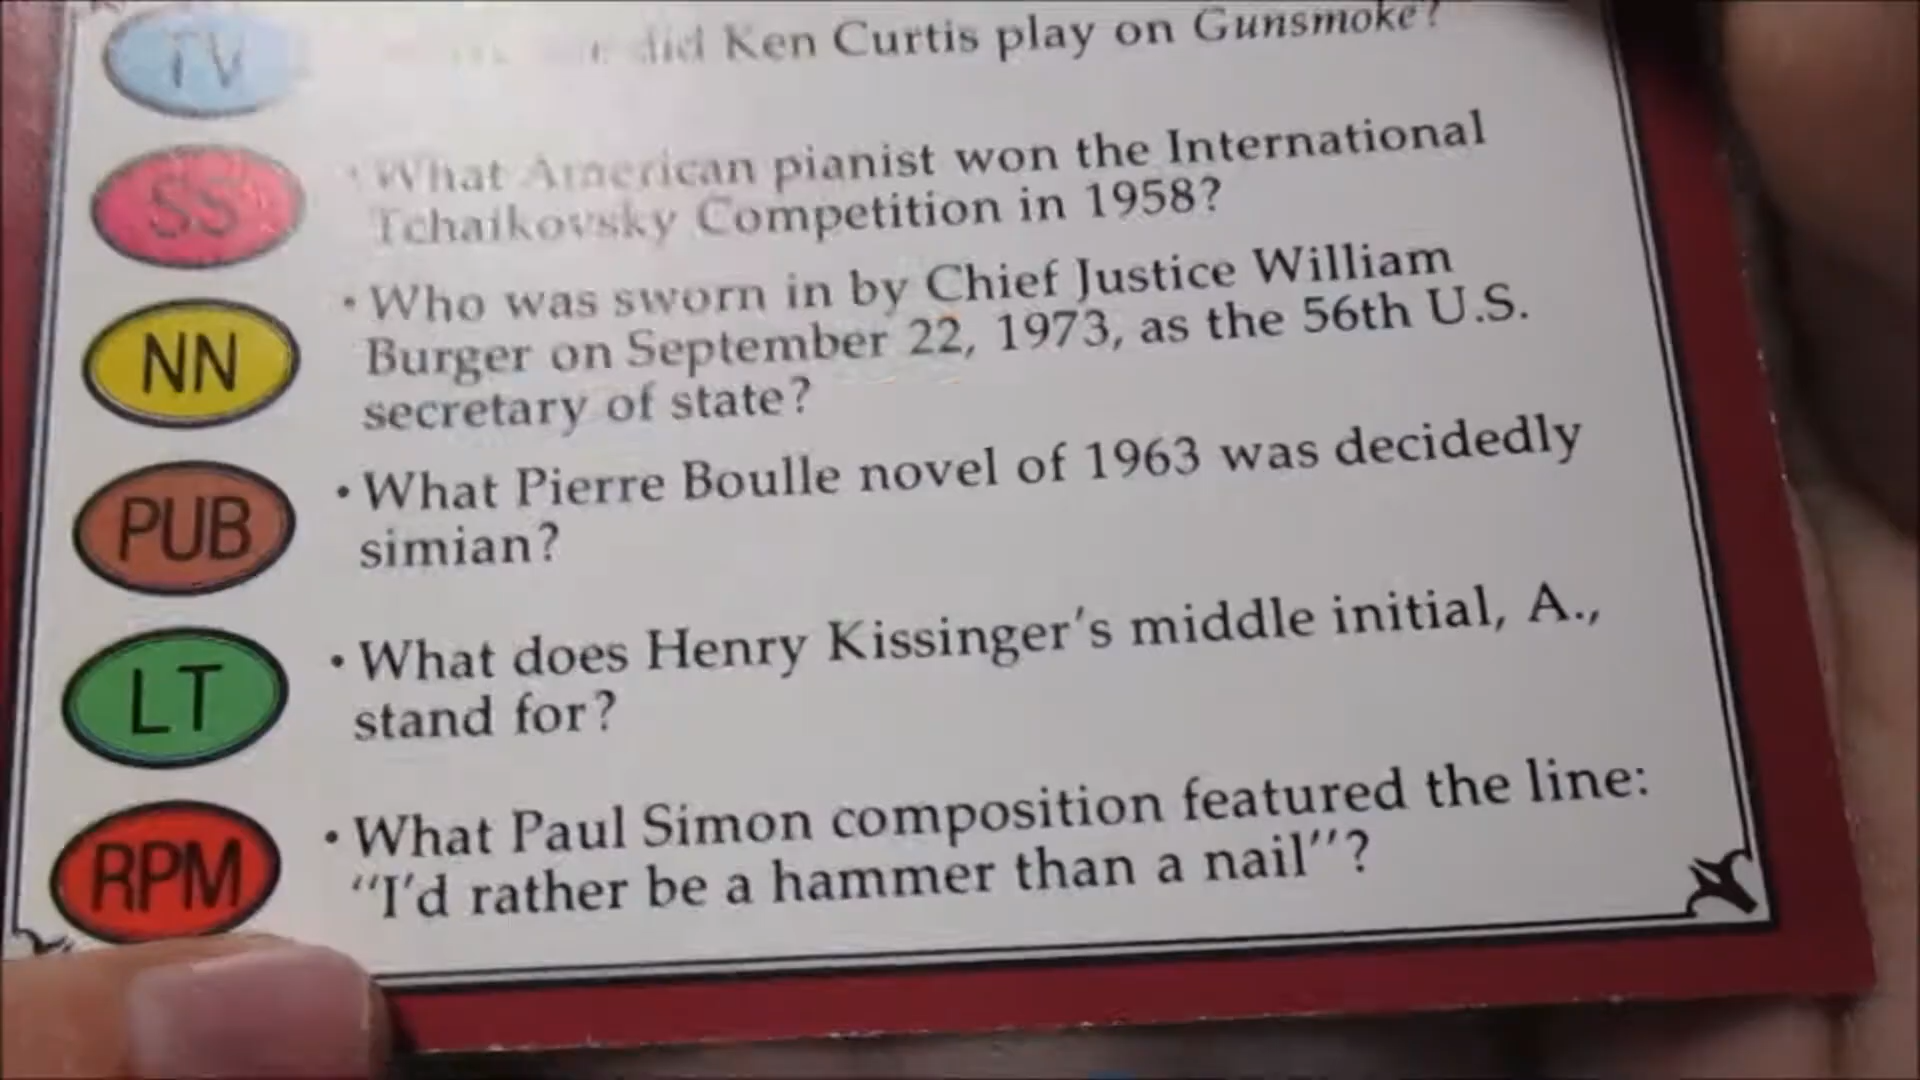 TV did Ken Curtis play on Gunsmoke?
SS • What American pianist won the International
Tchaikovsky Competition in 1958?
NN • Who was sworn in by Chief Justice William
Burger on September 22, 1973, as the 56th U.S.
secretary of state?
PUB • What Pierre Boulle novel of 1963 was decidedly
simian?
LT • What does Henry Kissinger's middle initial, A.,
stand for?
RPM • What Paul Simon composition featured the line:
"I'd rather be a hammer than a nail"?